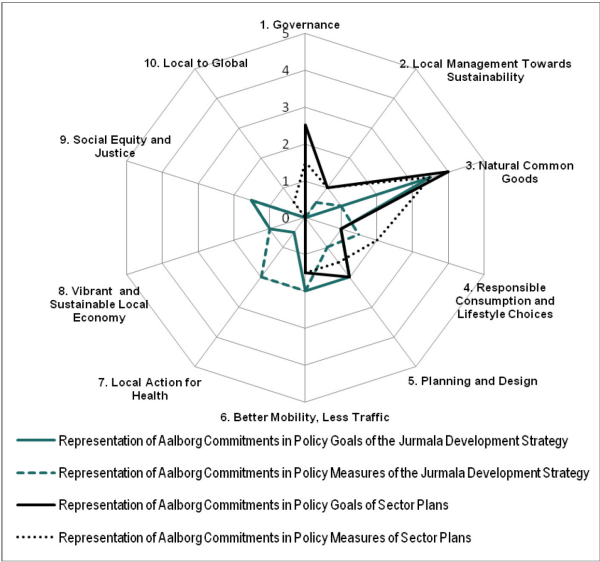 1. Governance
5
10. Local to Global
2. Local Management Towards
Sustainability
4
3
9. Social Equity and
Justice
2
3. Natural Common
Goods
1
0
8. Vibrant and
Sustainable Local
Economy
4. Responsible
Consumption and
Lifestyle Choices
7. Local Action for
Health
5. Planning and Design
6. Better Mobility, Less Traffic
Representation of Aalborg Commitments in Policy Goals of the Jurmala Development Strategy
Representation of Aalborg Commitments in Policy Measures of the Jurmala Development Strategy
Representation of Aalborg Commitments in Policy Goals of Sector Plans
Representation of Aalborg Commitments in Policy Measures of Sector Plans